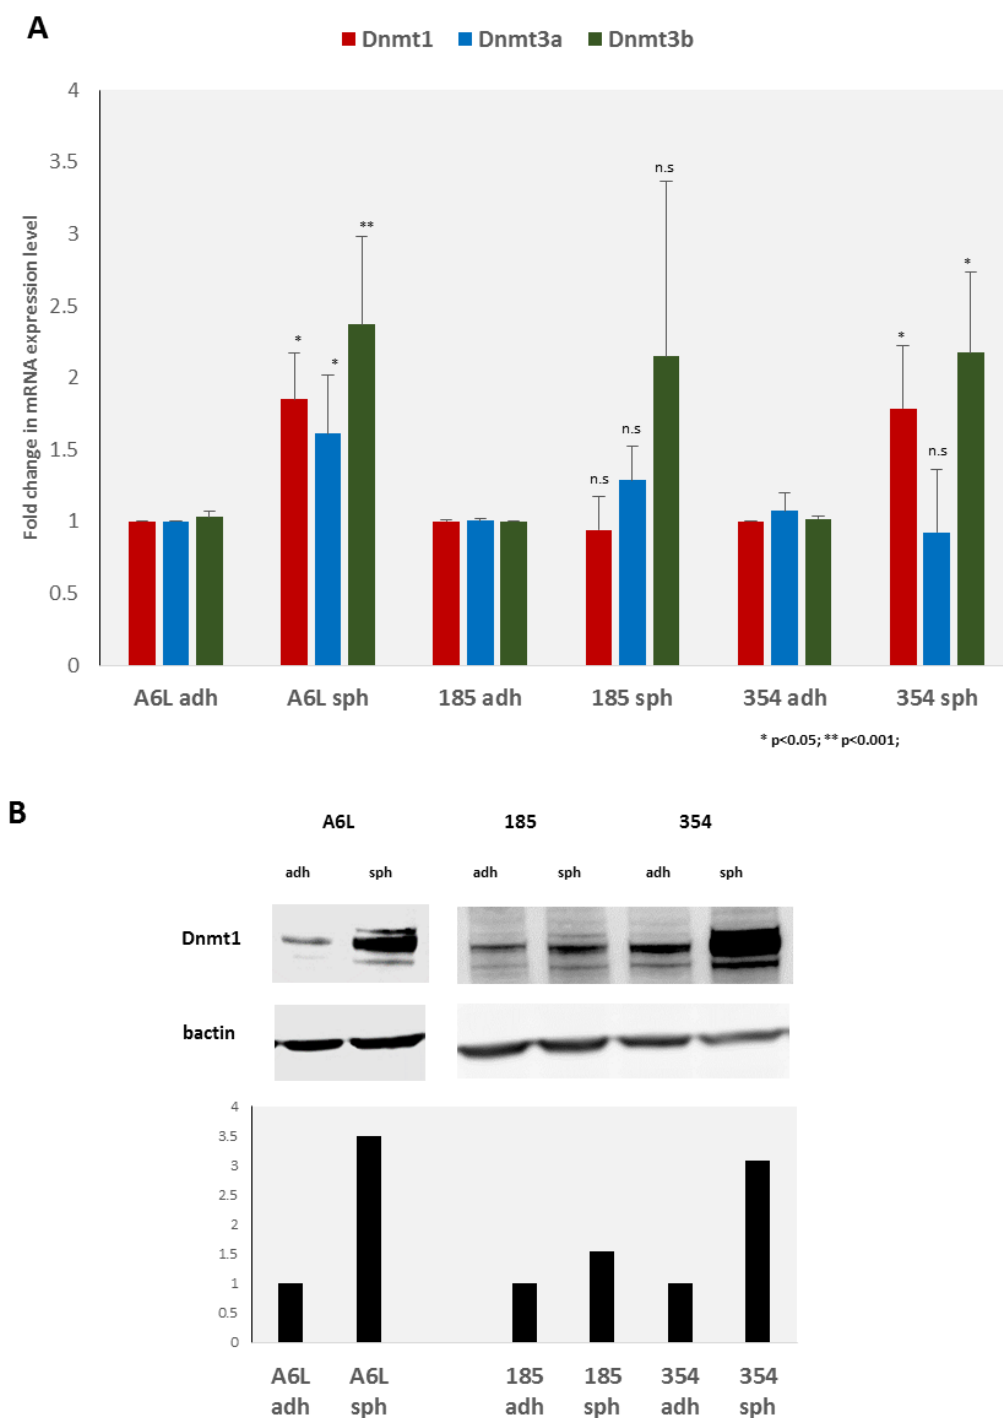 A
Dnmt1 Dnmt3a Dnmt3b
Fold change in mRNA expression level
4
3.5
3
2.5
2
1.5
1
0.5
0
* * ** n.s n.s n.s * n.s *
A6L adh A6L sph 185 adh 185 sph 354 adh 354 sph
* p<0.05; ** p<0.001;
B
A6L 185 354
adh sph adh sph adh sph
Dnmt1
bactin
4
3.5
3
2.5
2
1.5
1
0.5
0
A6L A6L 185 185 354 354
adh sph adh sph adh sph